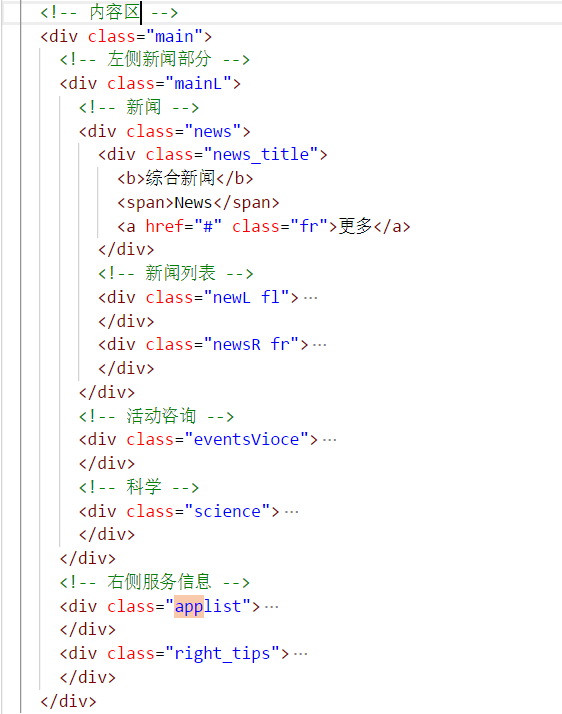 <!-- 内容区 -->
<div class="main">
<!-- 左侧新闻部分 -->
<div class="mainL">
<!-- 新闻 -->
<div class="news">
<div class="news_title">
<b>综合新闻</b>
<span>News</span>
<a href="#" class="fr">更多</a>
</div>
<!-- 新闻列表 -->
<div class="newL fl">…
</div>
<div class="newsR fr">…
</div>
</div>
<!-- 活动咨询 -->
<div class="eventsVioce">…
</div>
<!-- 科学 -->
<div class="science">…
</div>
</div>
<!-- 右侧服务信息 -->
<div class="applist">…
</div>
<div class="right_tips">…
</div>
</div>